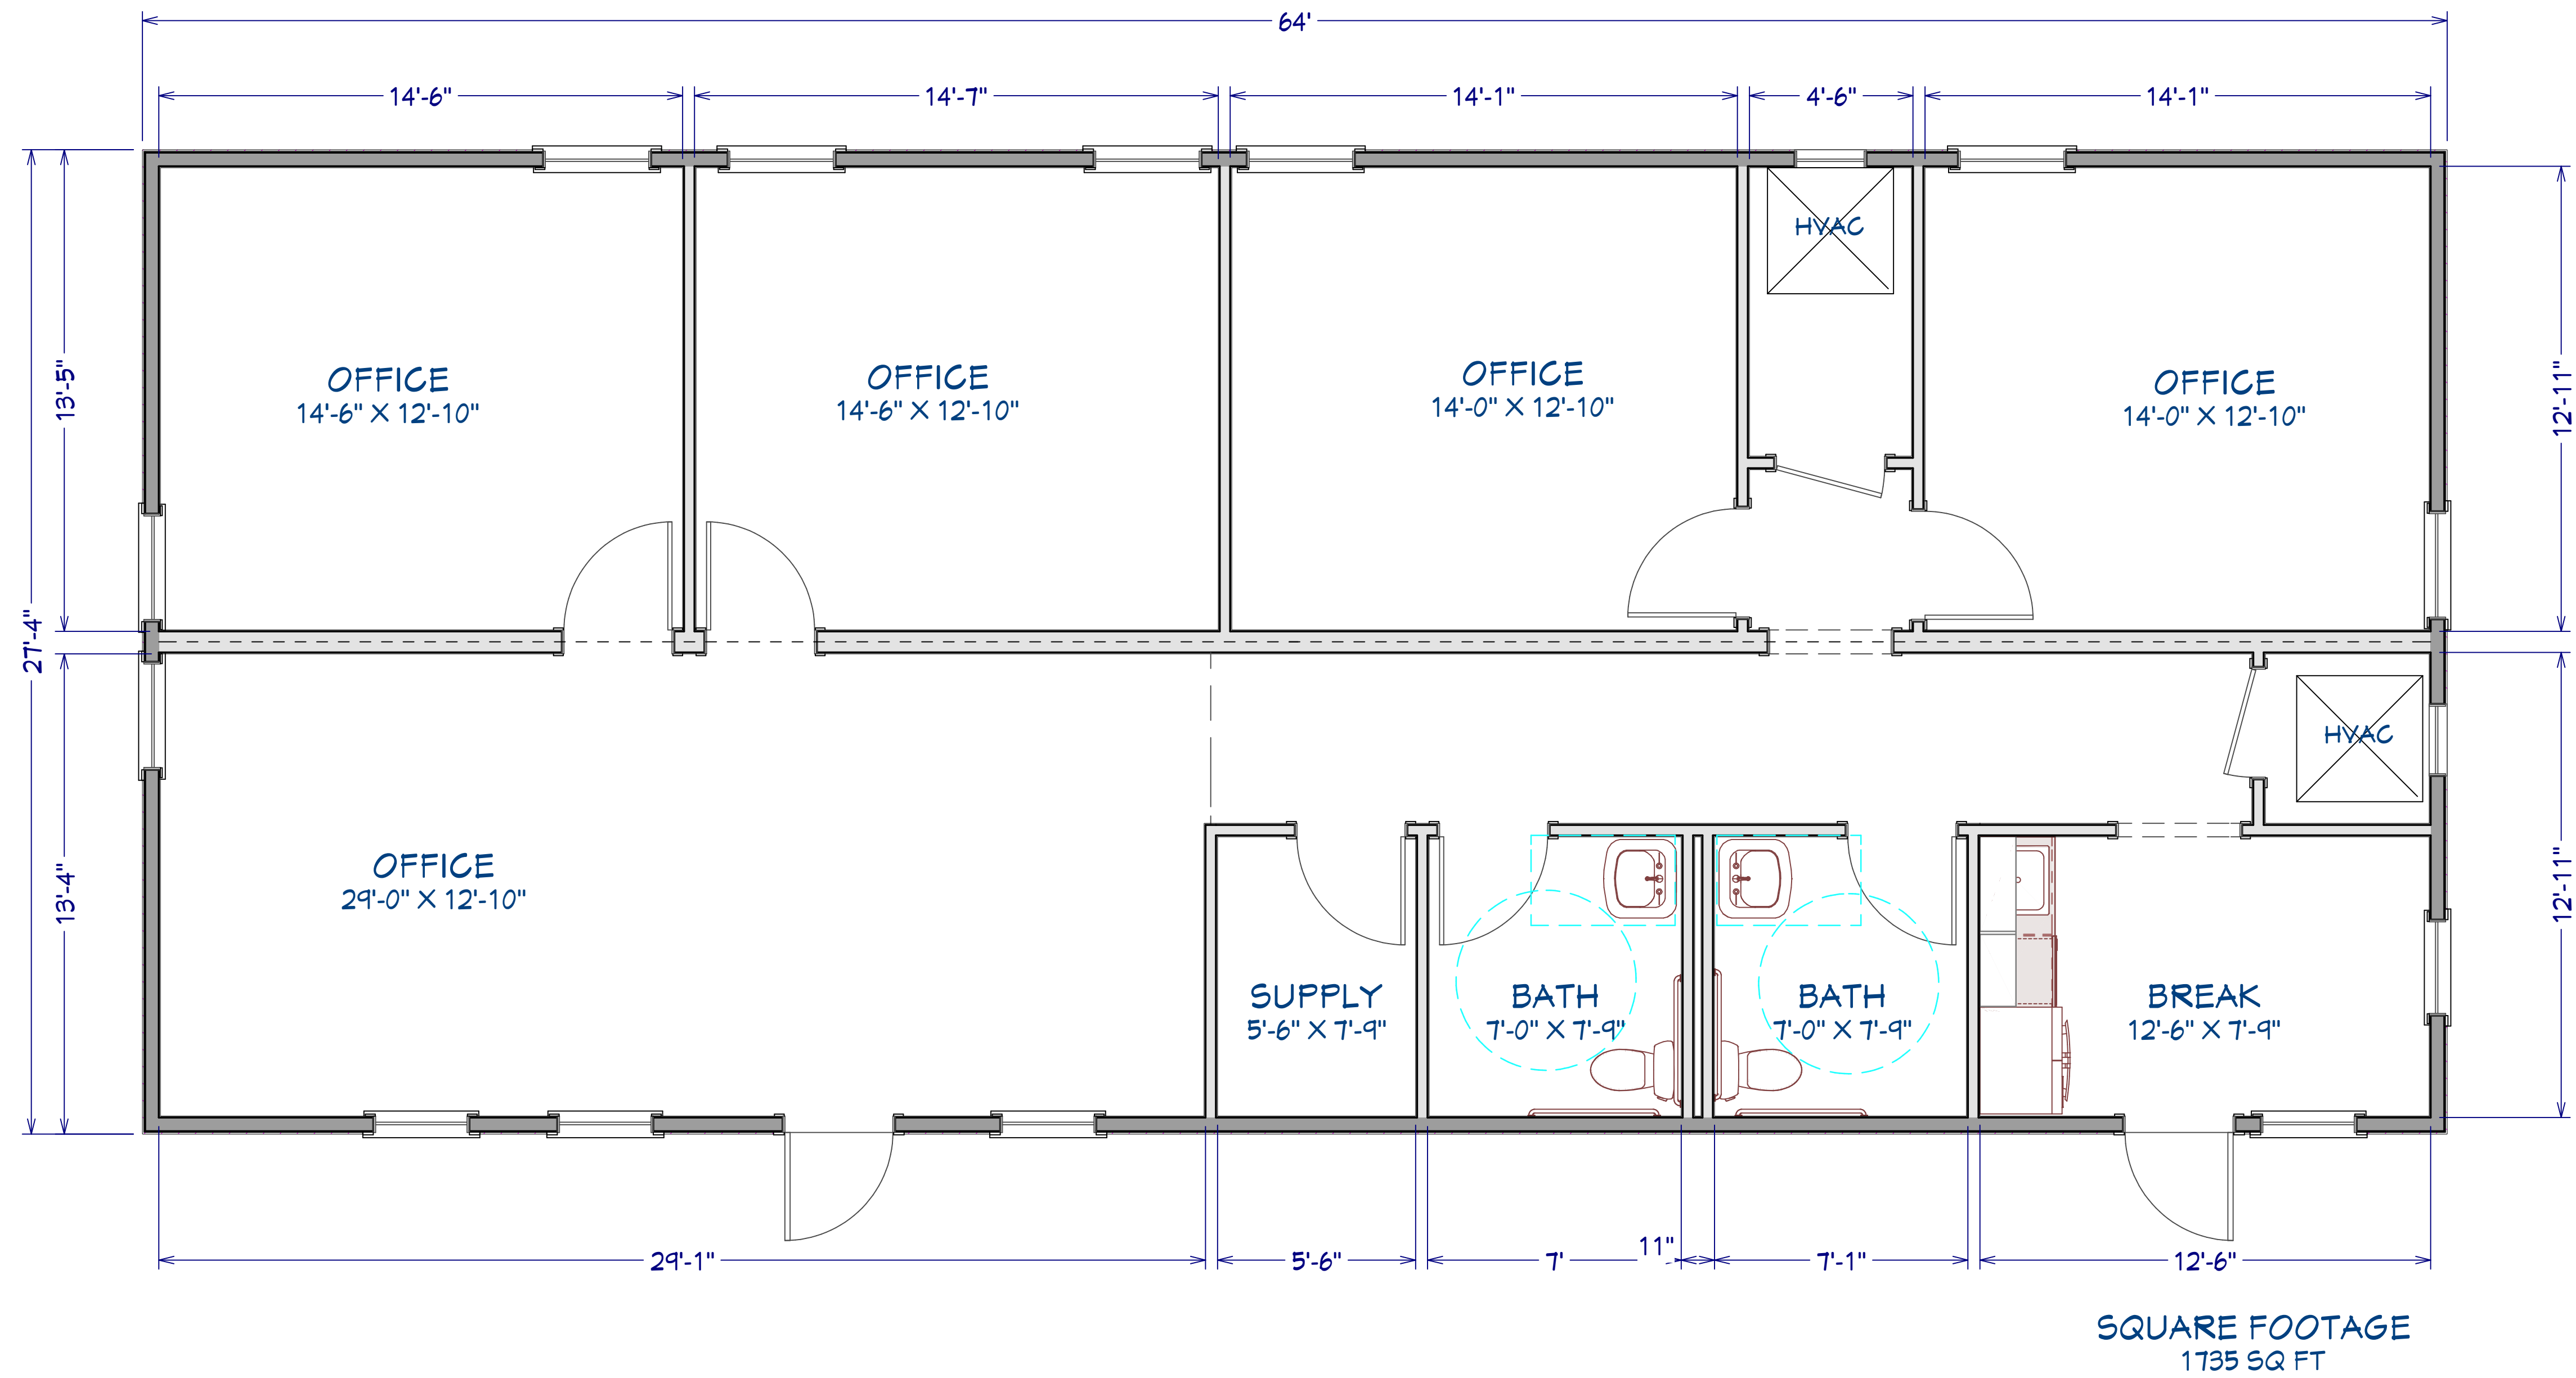 64'
14'-6" 14'-7" 14'-1" 4'-6" 14'-1"
HVAC
OFFICE
14'-6" X 12'-10"
OFFICE
14'-6" X 12'-10"
OFFICE
14'-0" X 12'-10"
OFFICE
14'-0" X 12'-10"
13'-5"
12'-11"
27'-4"
HVAC
OFFICE
29'-0" X 12'-10"
13'-4"
12'-11"
SUPPLY
5'-6" X 7'-9"
BATH
7'-0" X 7'-9"
BATH
7'-0" X 7'-9"
BREAK
12'-6" X 7'-9"
29'-1" 5'-6" 7' 11" 7'-1" 12'-6"
SQUARE FOOTAGE
1735 SQ FT